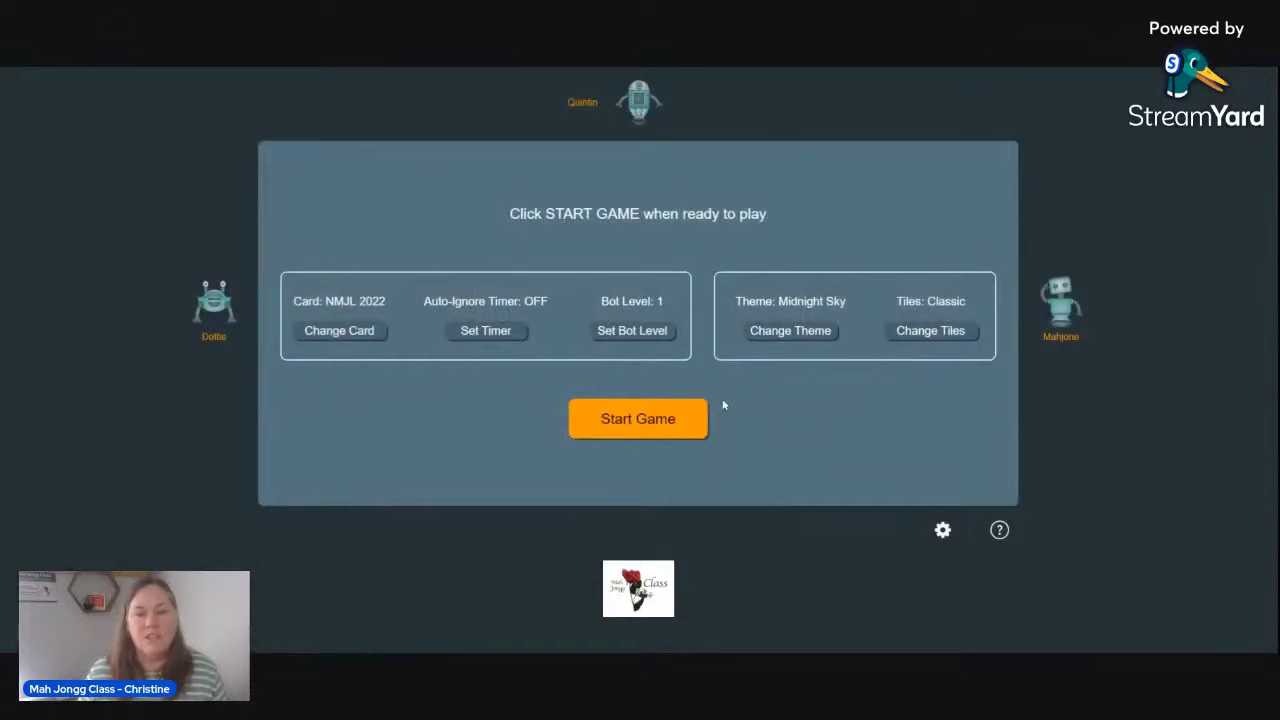 Powered by
StreamYard
Quintin
Click START GAME when ready to play
Card: NMJL 2022
Auto-Ignore Timer: OFF
Bot Level: 1
Theme: Midnight Sky
Tiles: Classic
Change Card
Set Timer
Set Bot Level
Change Theme
Change Tiles
Dottie
Mahjone
Start Game
?
Mah
Jongg
Class
Mah Jongg Class - Christine